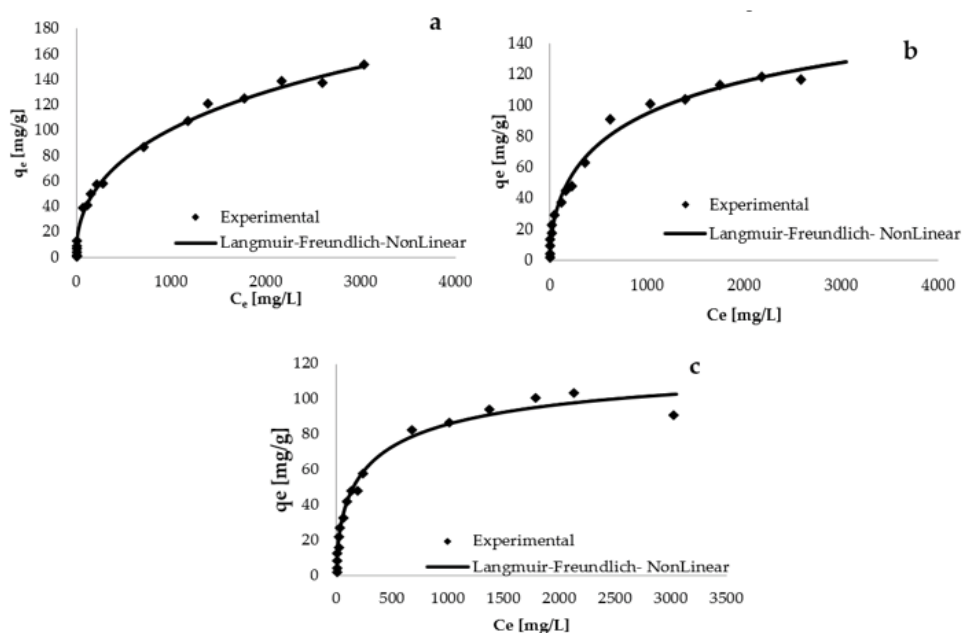 a
180
160
140
120
100
80
60
40
20
0
qe [mg/g]
Experimental
Langmuir-Freundlich-NonLinear
0 1000 2000 3000 4000
Ce [mg/L]
b
140
120
100
80
60
40
20
0
qe [mg/g]
Experimental
Langmuir-Freundlich- NonLinear
0 1000 2000 3000 4000
Ce [mg/L]
c
120
100
80
60
40
20
0
qe [mg/g]
Experimental
Langmuir-Freundlich- NonLinear
0 500 1000 1500 2000 2500 3000 3500
Ce [mg/L]